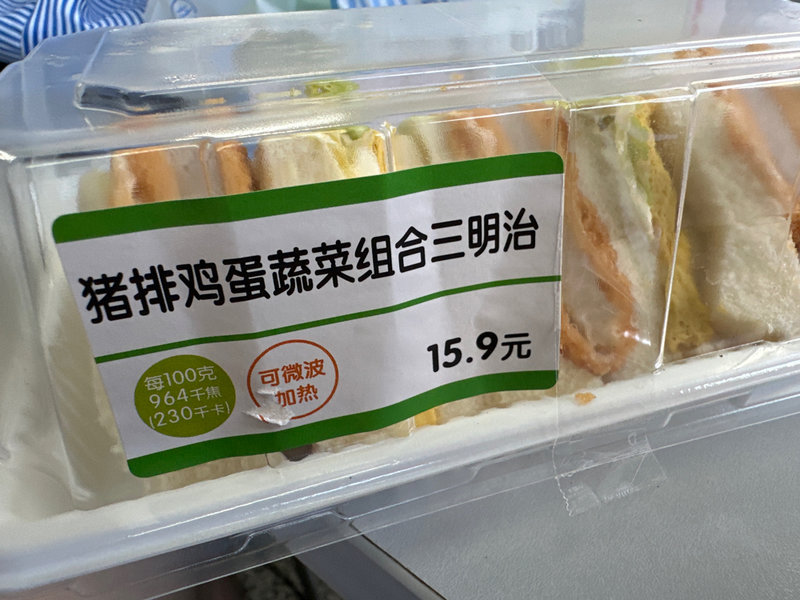 猪排鸡蛋蔬菜组合三明治
每100克
964千焦
(230千卡)
可微波
加热
15.9元